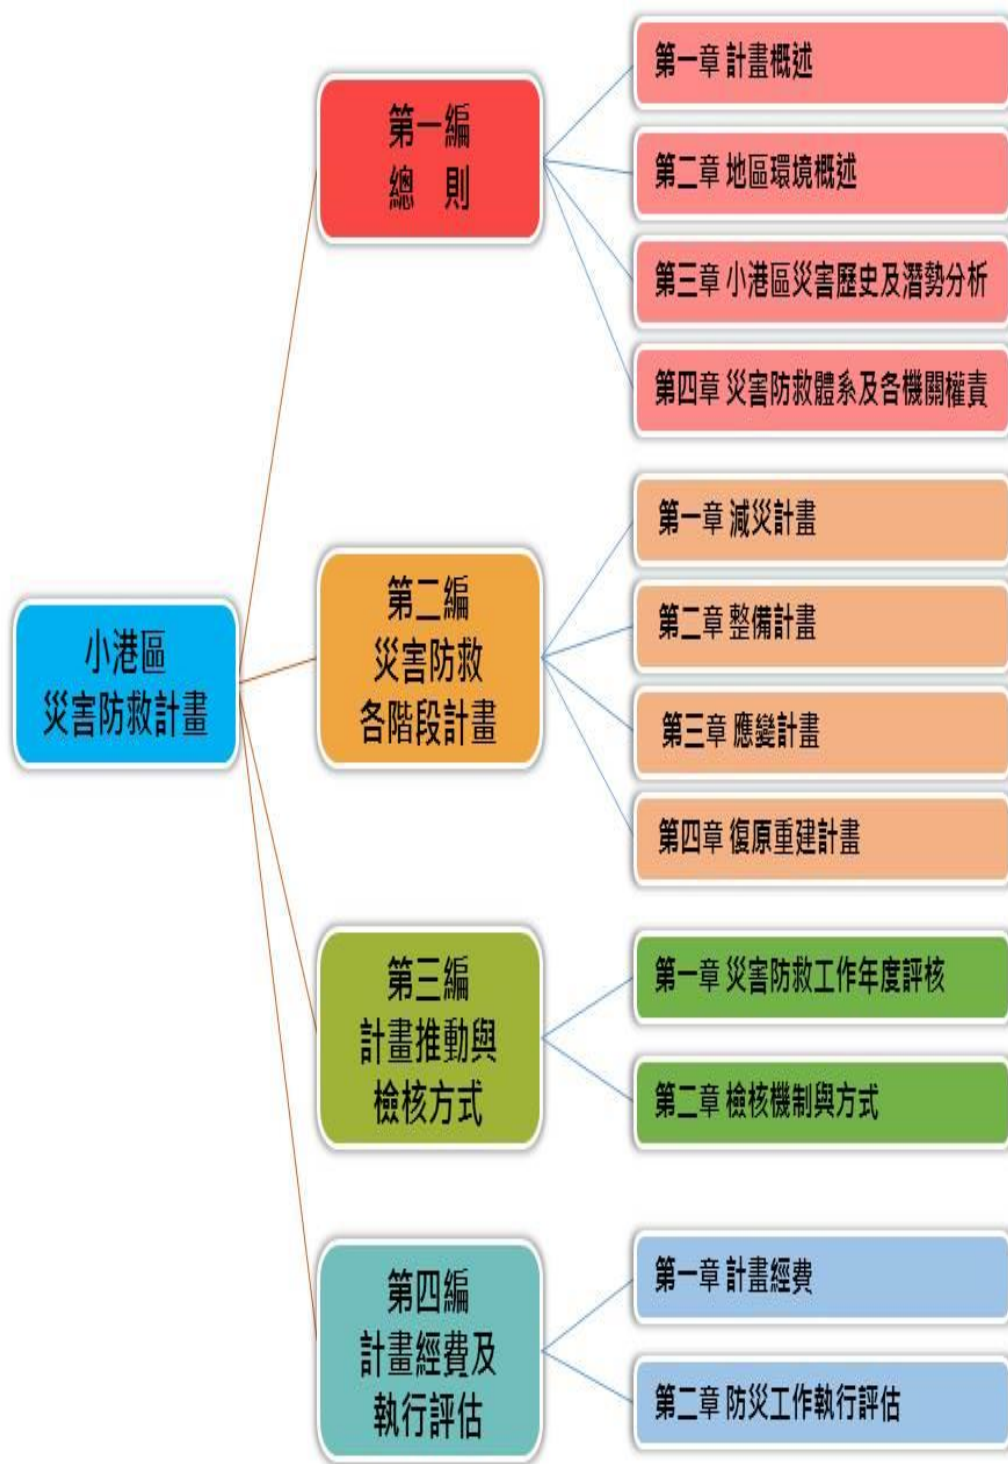 小港區
災害防救計畫
第一編
總　則
第一章 計畫概述
第二章 地區環境概述
第三章 小港區災害歷史及潛勢分析
第四章 災害防救體系及各機關權責
第二編
災害防救
各階段計畫
第一章 減災計畫
第二章 整備計畫
第三章 應變計畫
第四章 復原重建計畫
第三編
計畫推動與
檢核方式
第一章 災害防救工作年度評核
第二章 檢核機制與方式
第四編
計畫經費及
執行評估
第一章 計畫經費
第二章 防災工作執行評估